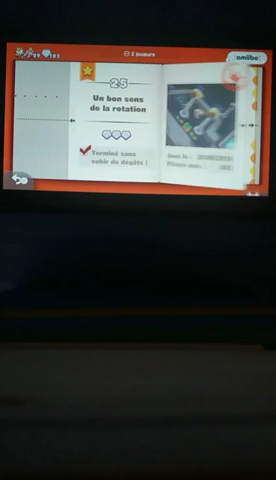 2 joueurs
amiibo
25
Un bon sens
de la rotation
Terminé sans
subir de dégâts !